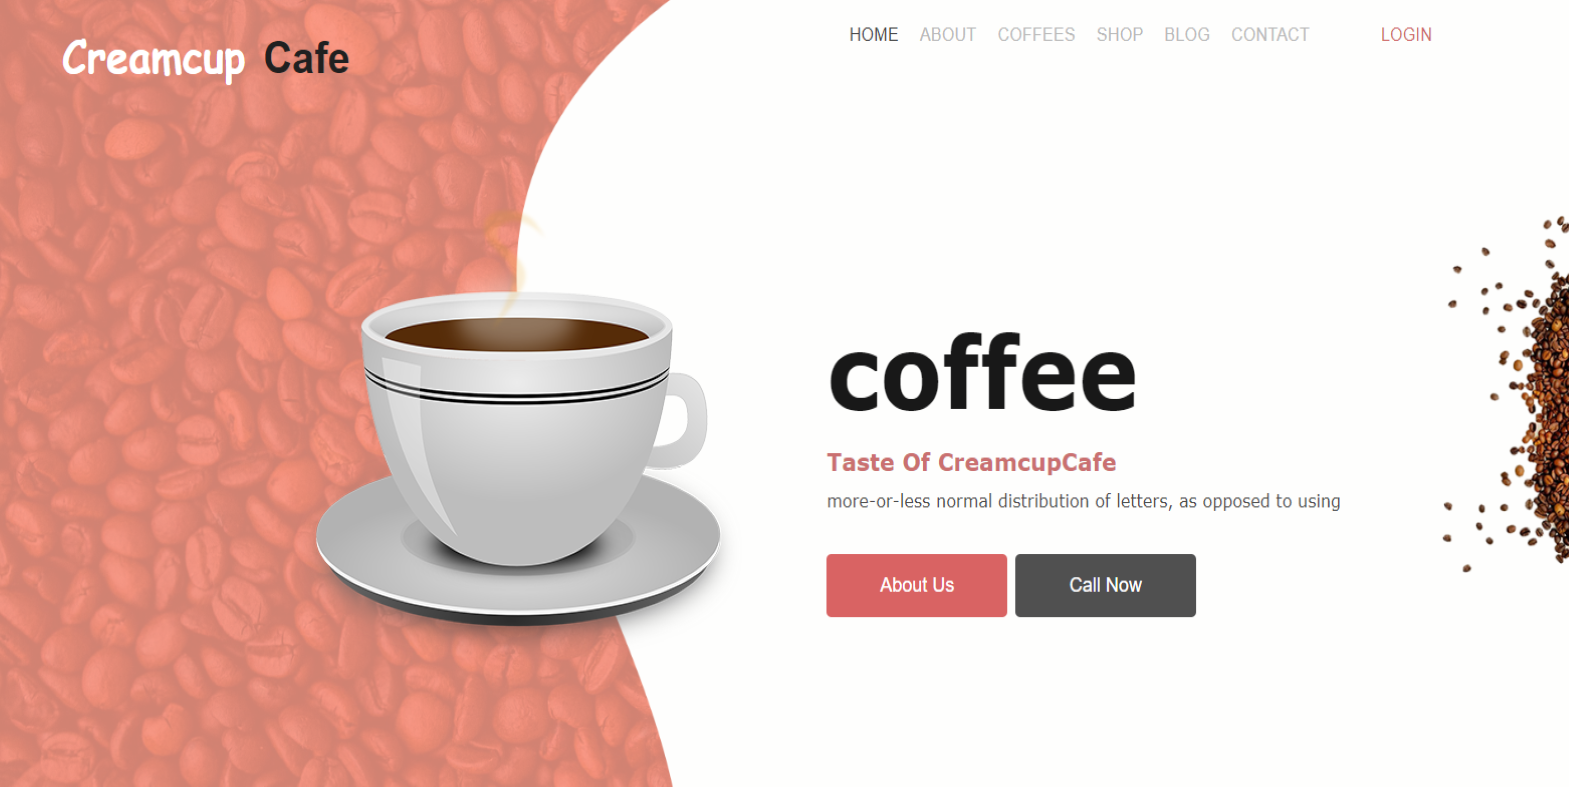 Creamcup Cafe
HOME ABOUT COFFEES SHOP BLOG CONTACT LOGIN
coffee
Taste Of CreamcupCafe
more-or-less normal distribution of letters, as opposed to using
About Us Call Now